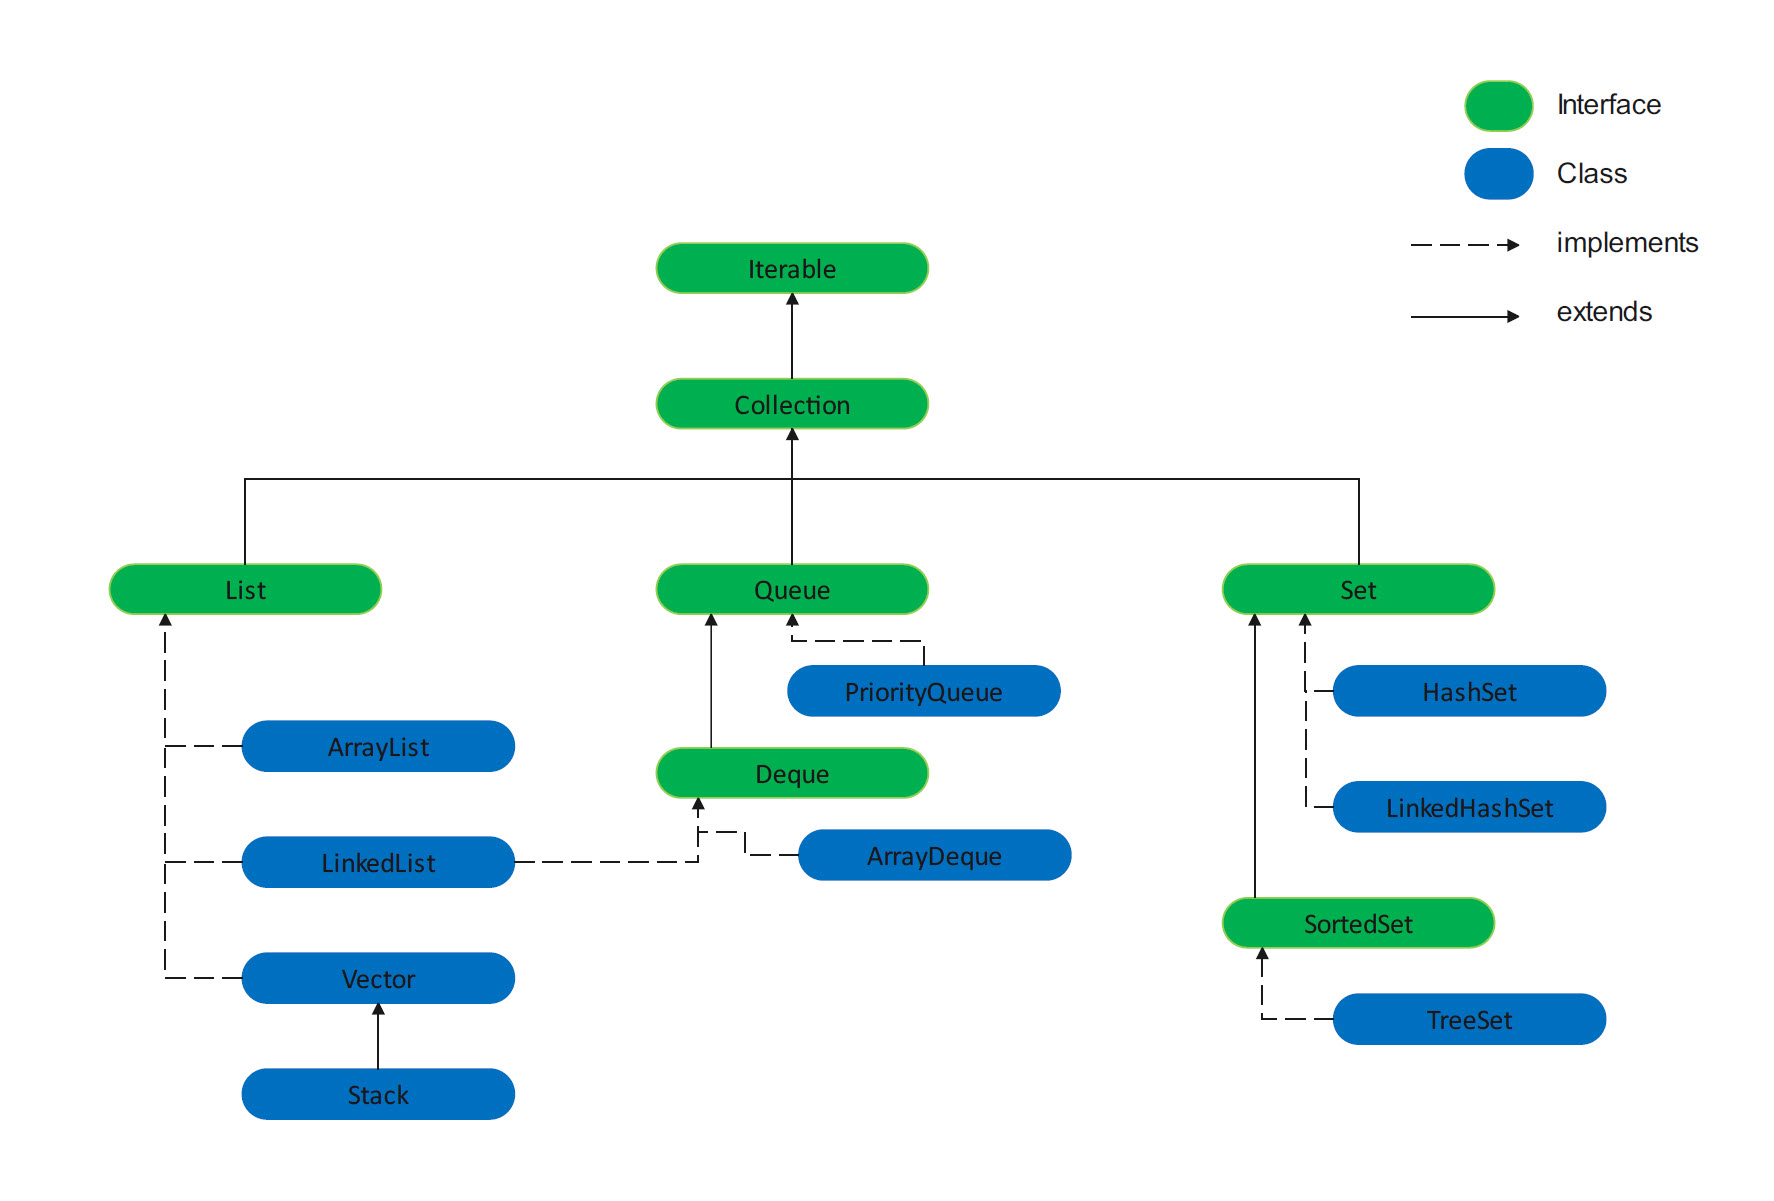 Interface
Class
implements
extends
Iterable
Collection
List
Queue
Set
PriorityQueue
HashSet
ArrayList
Deque
LinkedHashSet
LinkedList
ArrayDeque
SortedSet
Vector
TreeSet
Stack